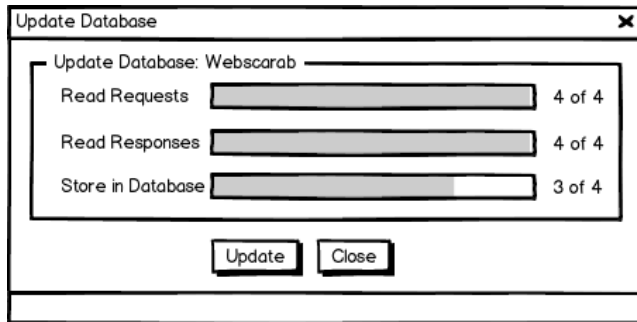 Update Database
Update Database: Webscarab
Read Requests 4 of 4
Read Responses 4 of 4
Store in Database 3 of 4
Update Close